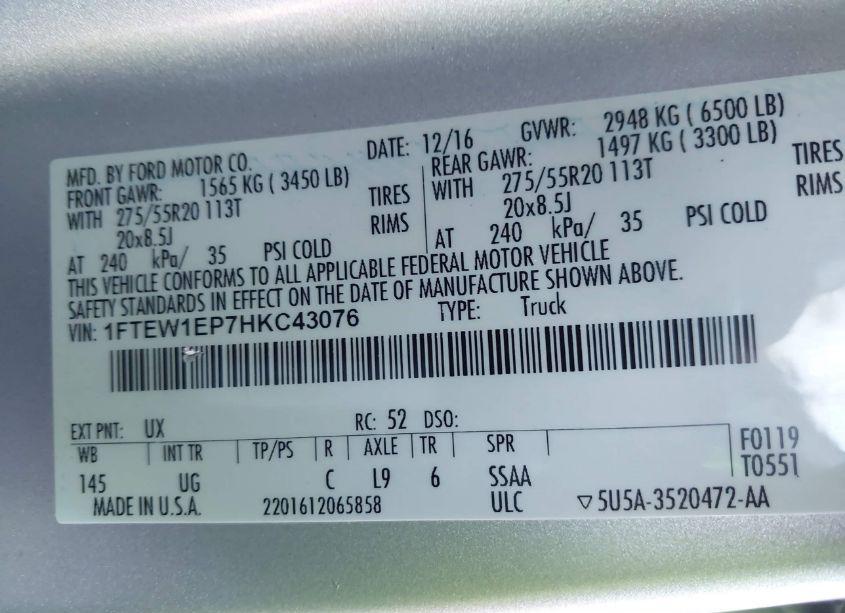 MFD. BY FORD MOTOR CO.
DATE: 12/16
GVWR: 2948 KG ( 6500 LB)
FRONT GAWR: 1565 KG ( 3450 LB)
REAR GAWR: 1497 KG ( 3300 LB)
WITH 275/55R20 113T TIRES
WITH 275/55R20 113T TIRES
20x8.5J RIMS
20x8.5J RIMS
AT 240 kPa/ 35 PSI COLD
AT 240 kPa/ 35 PSI COLD
THIS VEHICLE CONFORMS TO ALL APPLICABLE FEDERAL MOTOR VEHICLE
SAFETY STANDARDS IN EFFECT ON THE DATE OF MANUFACTURE SHOWN ABOVE.
VIN: 1FTEW1EP7HKC43076
TYPE: Truck
EXT PNT: UX RC: 52 DSO:
WB INT TR TP/PS R AXLE TR SPR
145 UG C L9 6 SSAA
F0119
T0551
MADE IN U.S.A. 2201612065858 ULC ▽5U5A-3520472-AA